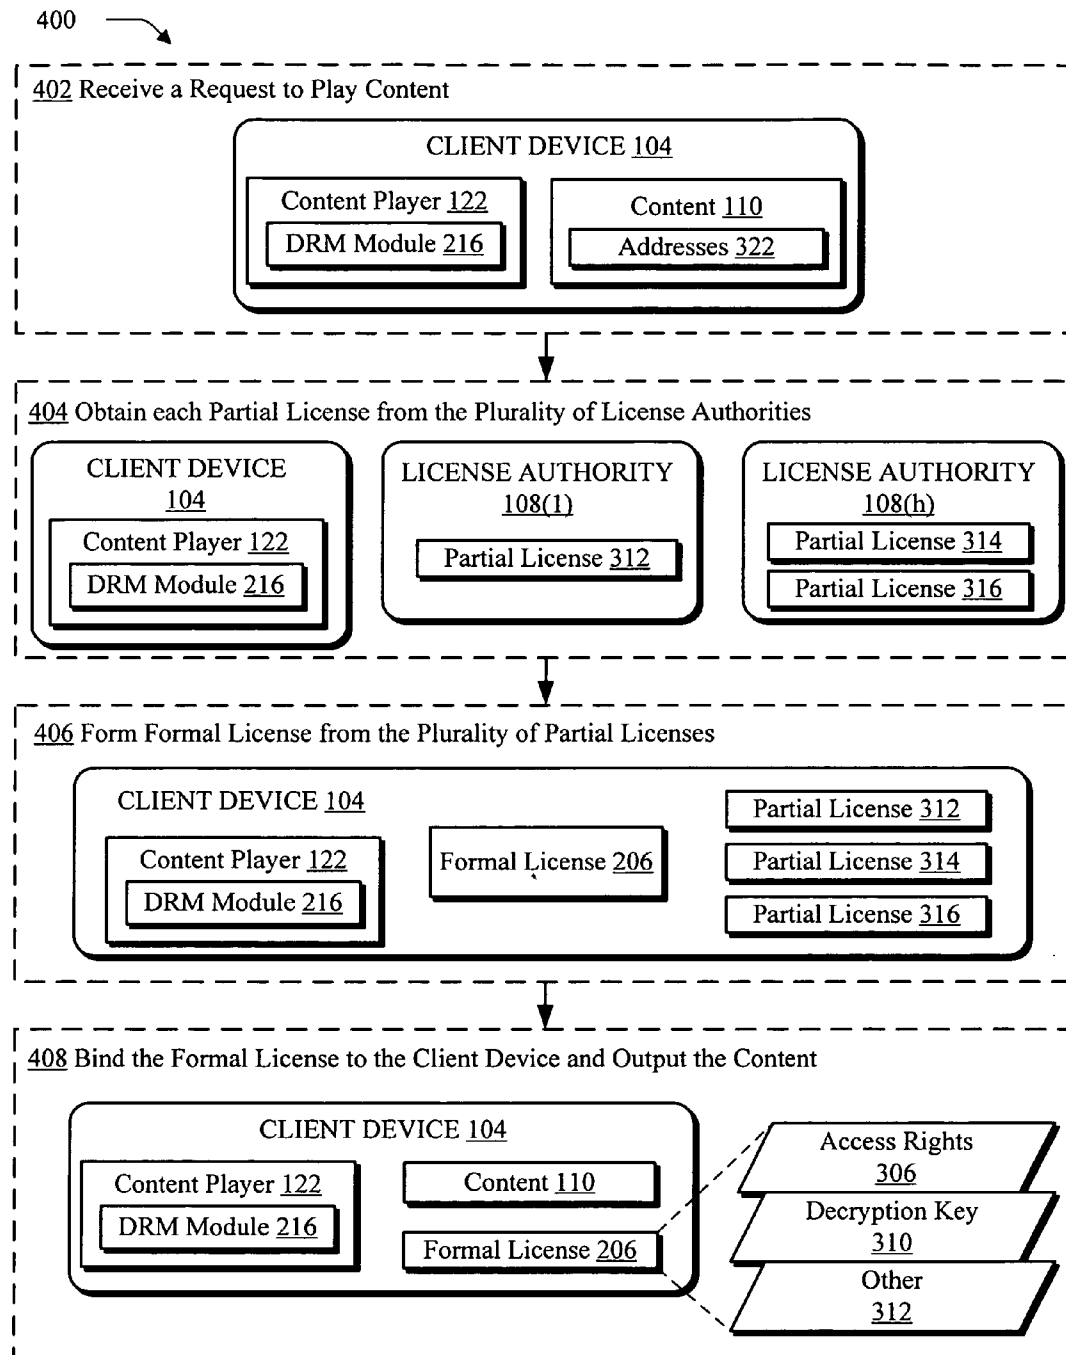 400
402 Receive a Request to Play Content
CLIENT DEVICE 104
Content Player 122
DRM Module 216
Content 110
Addresses 322
404 Obtain each Partial License from the Plurality of License Authorities
CLIENT DEVICE
104
Content Player 122
DRM Module 216
LICENSE AUTHORITY
108(1)
Partial License 312
LICENSE AUTHORITY
108(h)
Partial License 314
Partial License 316
406 Form Formal License from the Plurality of Partial Licenses
CLIENT DEVICE 104
Content Player 122
DRM Module 216
Formal License 206
Partial License 312
Partial License 314
Partial License 316
408 Bind the Formal License to the Client Device and Output the Content
CLIENT DEVICE 104
Content Player 122
DRM Module 216
Content 110
Formal License 206
Access Rights
306
Decryption Key
310
Other
312